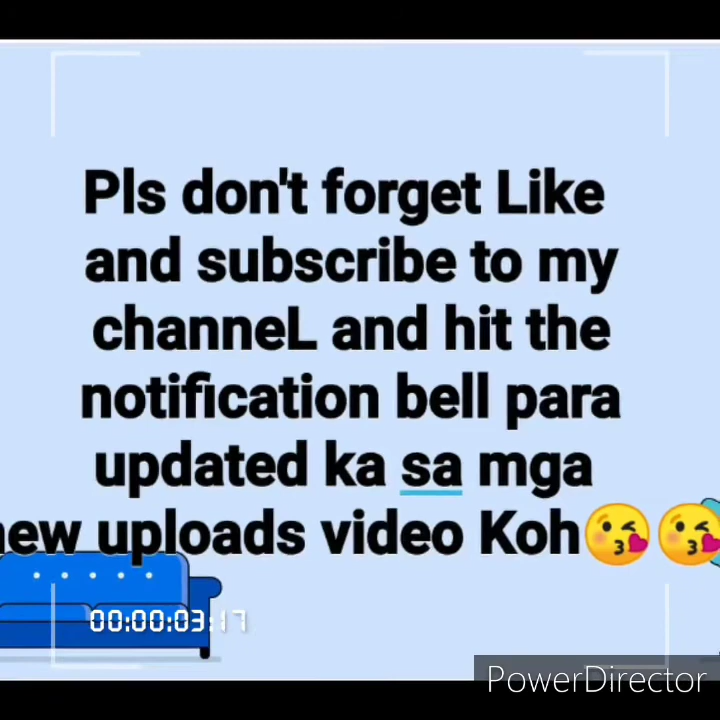 Pls don't forget Like
and subscribe to my
channeL and hit the
notification bell para
updated ka sa mga
new uploads video Koh😘😘
00:00:03:17
PowerDirector